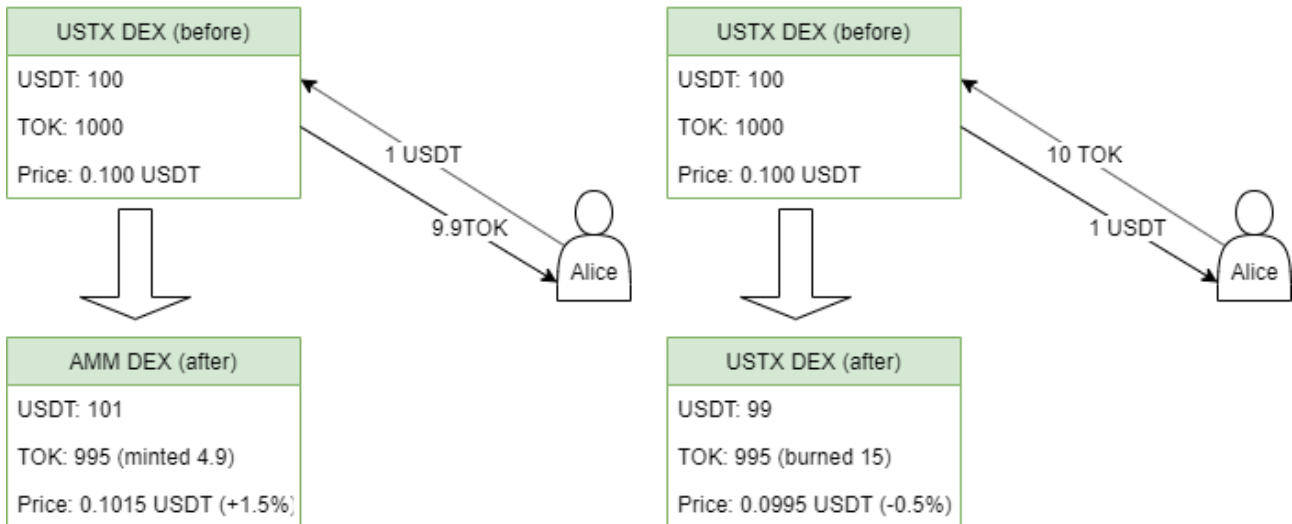 USTX DEX (before)
USDT: 100
TOK: 1000
Price: 0.100 USDT
1 USDT
9.9TOK
Alice
AMM DEX (after)
USDT: 101
TOK: 995 (minted 4.9)
Price: 0.1015 USDT (+1.5%)
USTX DEX (before)
USDT: 100
TOK: 1000
Price: 0.100 USDT
10 TOK
1 USDT
Alice
USTX DEX (after)
USDT: 99
TOK: 995 (burned 15)
Price: 0.0995 USDT (-0.5%)